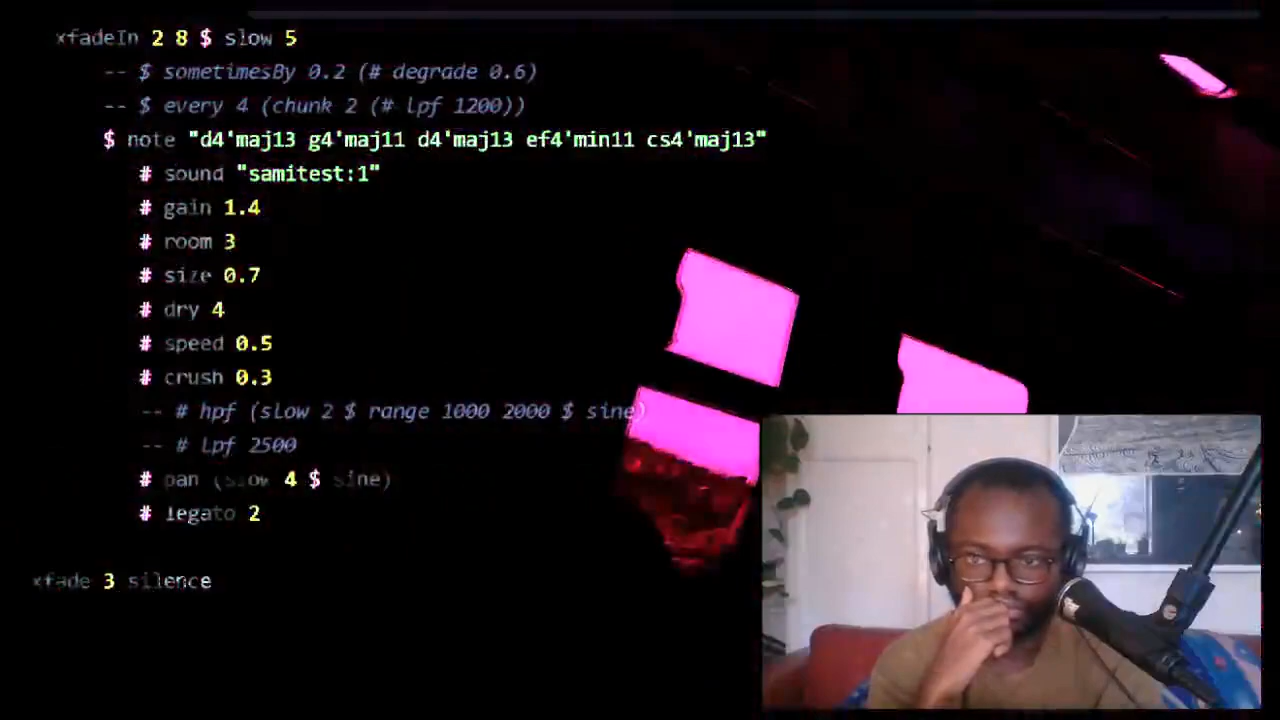 xfadeIn 2 8 $ slow 5
-- $ sometimesBy 0.2 (# degrade 0.6)
-- $ every 4 (chunk 2 (# lpf 1200))
$ note "d4'maj13 g4'maj11 d4'maj13 ef4'min11 cs4'maj13"
# sound "samitest:1"
# gain 1.4
# room 3
# size 0.7
# dry 4
# speed 0.5
# crush 0.3
-- # hpf (slow 2 $ range 1000 2000 $ sine)
-- # lpf 2500
# pan (slow 4 $ sine)
# legato 2
xfade 3 silence